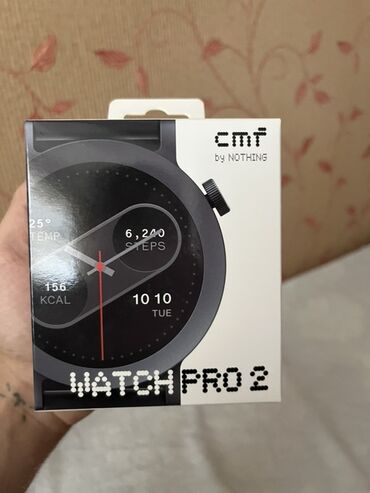 cmf
by NOTHING
25°
TEMP
6,240
STEPS
156
KCAL
10 10
TUE
WATCH PRO 2